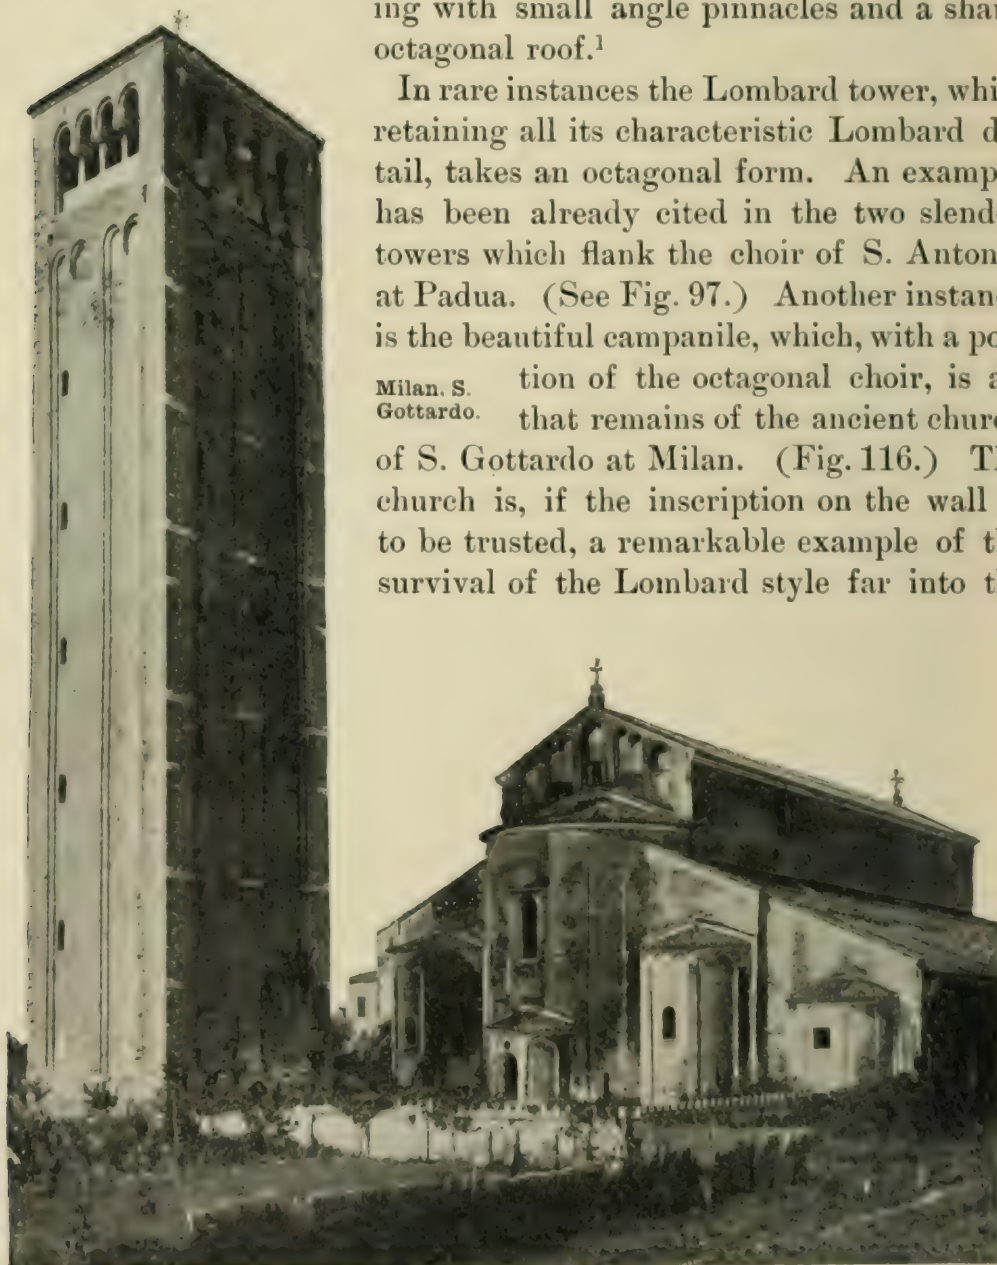 ing with small angle pinnacles and a shar
octagonal roof.¹
In rare instances the Lombard tower, whi
retaining all its characteristic Lombard d
tail, takes an octagonal form. An examp
has been already cited in the two slend
towers which flank the choir of S. Anton
at Padua. (See Fig. 97.) Another instan
is the beautiful campanile, which, with a po
Milan. S.
Gottardo.
tion of the octagonal choir, is a
that remains of the ancient chur
of S. Gottardo at Milan. (Fig. 116.) T
church is, if the inscription on the wall
to be trusted, a remarkable example of t
survival of the Lombard style far into t